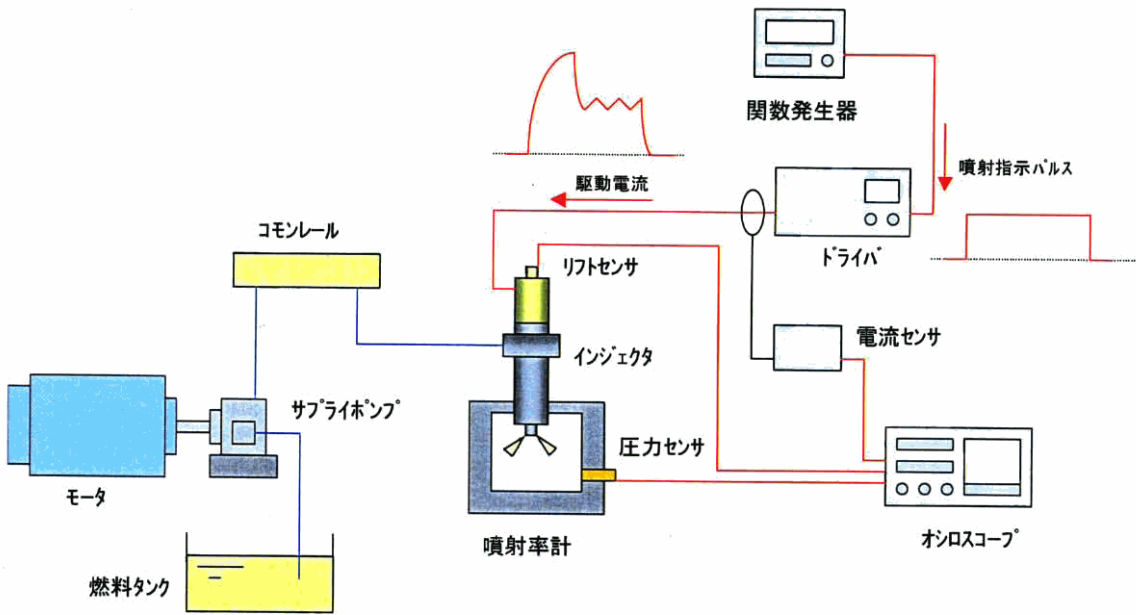 関数発生器
噴射指示パルス
駆動電流
ドライバ
コモンレール
リフトセンサ
電流センサ
インジェクタ
サプライポンプ
圧力センサ
モータ
オシロスコープ
噴射率計
燃料タンク